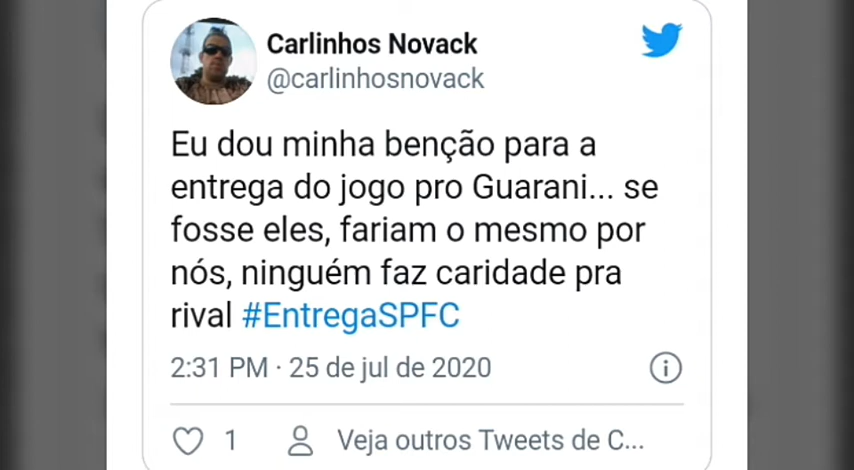 Carlinhos Novack
@carlinhosnovack
Eu dou minha benção para a
entrega do jogo pro Guarani... se
fosse eles, fariam o mesmo por
nós, ninguém faz caridade pra
rival #EntregaSPFC
2:31 PM · 25 de jul de 2020
1
Veja outros Tweets de C...